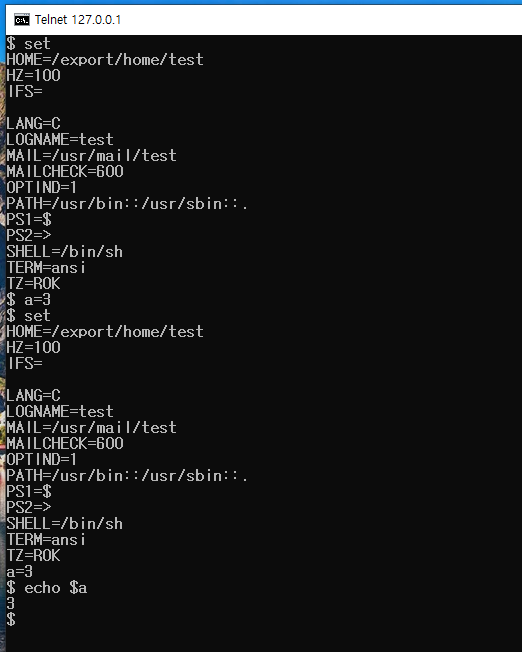 Telnet 127.0.0.1
$ set
HOME=/export/home/test
HZ=100
IFS=

LANG=C
LOGNAME=test
MAIL=/usr/mail/test
MAILCHECK=600
OPTIND=1
PATH=/usr/bin::/usr/sbin::.
PS1=$
PS2=>
SHELL=/bin/sh
TERM=ansi
TZ=ROK
$ a=3
$ set
HOME=/export/home/test
HZ=100
IFS=

LANG=C
LOGNAME=test
MAIL=/usr/mail/test
MAILCHECK=600
OPTIND=1
PATH=/usr/bin::/usr/sbin::.
PS1=$
PS2=>
SHELL=/bin/sh
TERM=ansi
TZ=ROK
a=3
$ echo $a
3
$